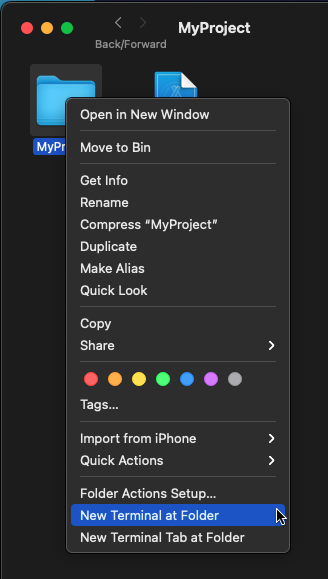 MyProject
Back/Forward
MyPr
Open in New Window
Move to Bin
Get Info
Rename
Compress “MyProject”
Duplicate
Make Alias
Quick Look
Copy
Share
Tags...
Import from iPhone
Quick Actions
Folder Actions Setup...
New Terminal at Folder
New Terminal Tab at Folder